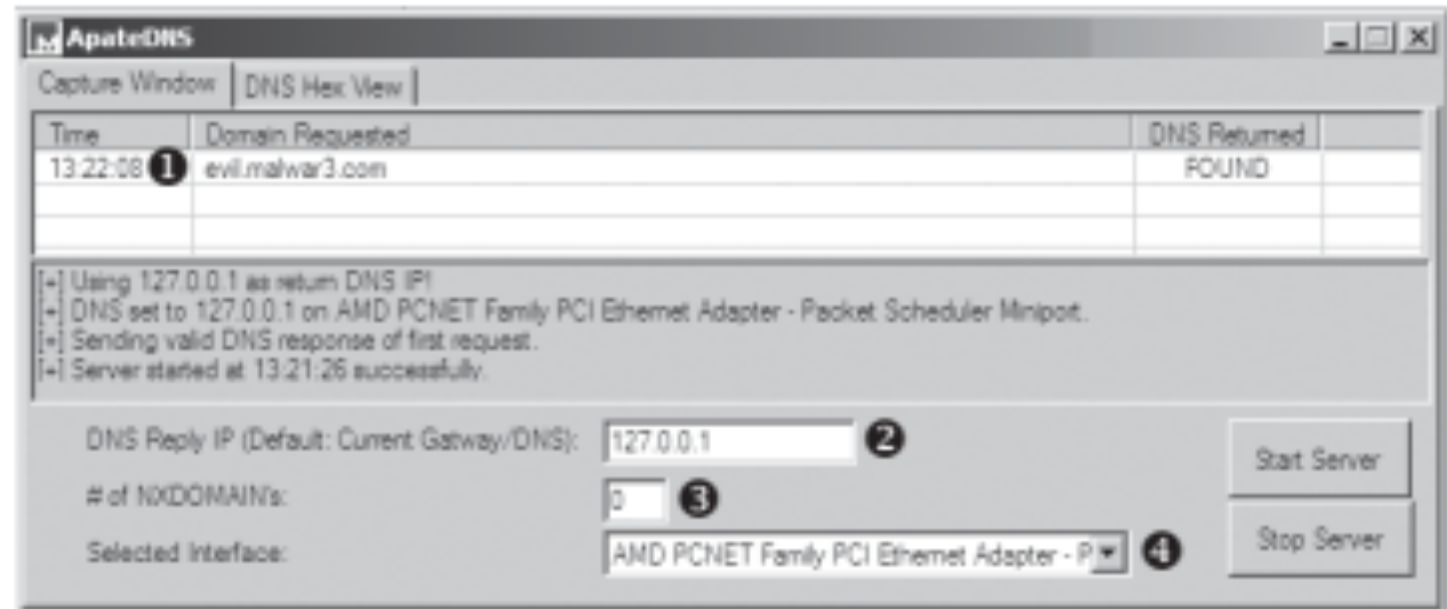 ApateDNS
Capture Window DNS Hex View
Time Domain Requested DNS Returned
13:22:08 ❶ evil.malwar3.com FOUND
[+] Using 127.0.0.1 as return DNS IP!
[+] DNS set to 127.0.0.1 on AMD PCNET Family PCI Ethernet Adapter - Packet Scheduler Miniport.
[+] Sending valid DNS response of first request.
[+] Server started at 13:21:26 successfully.
DNS Reply IP (Default: Current Gatway/DNS): 127.0.0.1 ❷
Start Server
# of NXDOMAIN's: 0 ❸
Selected Interface: AMD PCNET Family PCI Ethernet Adapter - P ❹
Stop Server